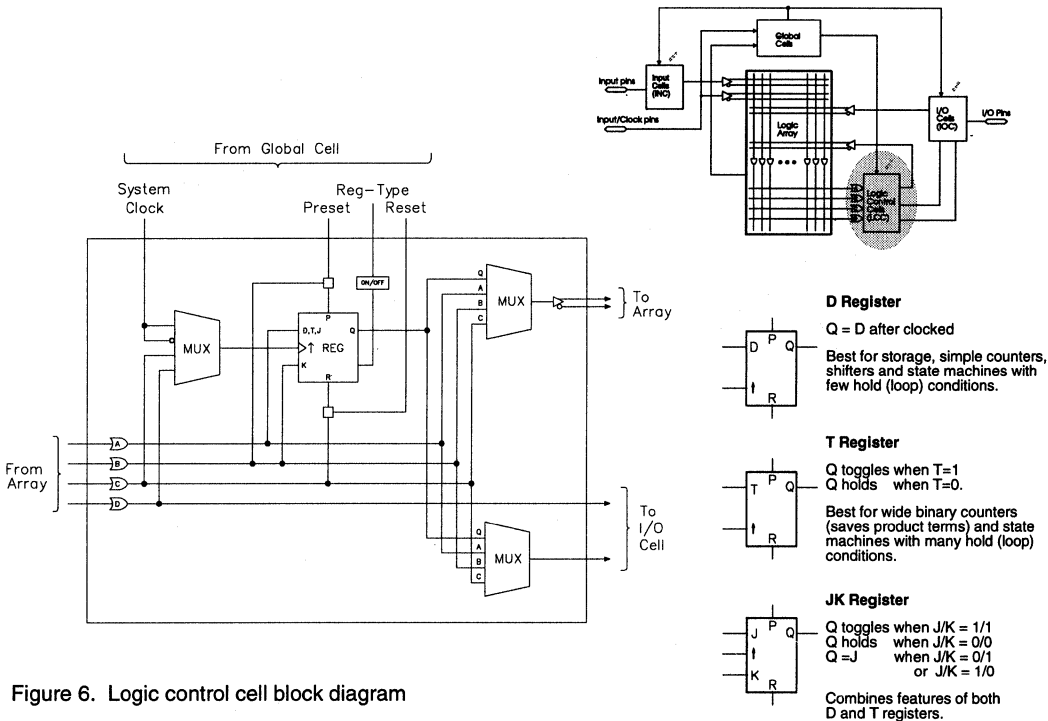 From Global Cell
System
Clock
Reg-Type
Preset
Reset
ON/OFF
MUX
P
D,T,J
Q
REG
K
R
Q
A
B
C
MUX
To
Array
From
Array
A
B
C
D
Q
A
B
C
MUX
To
I/O
Cell
Figure 6. Logic control cell block diagram
Global
Cells
Input pins
Input
Cells
(INC)
Input/Clock pins
Logic
Array
I/O
Cells
(IOC)
I/O Pins
Logic
Control
Cells
(LCC)
D Register
D
P
Q
R
Q = D after clocked
Best for storage, simple counters,
shifters and state machines with
few hold (loop) conditions.
T Register
T
P
Q
R
Q toggles when T=1
Q holds when T=0.
Best for wide binary counters
(saves product terms) and state
machines with many hold (loop)
conditions.
JK Register
J
P
Q
K
R
Q toggles when J/K = 1/1
Q holds when J/K = 0/0
Q =J when J/K = 0/1
or J/K = 1/0
Combines features of both
D and T registers.